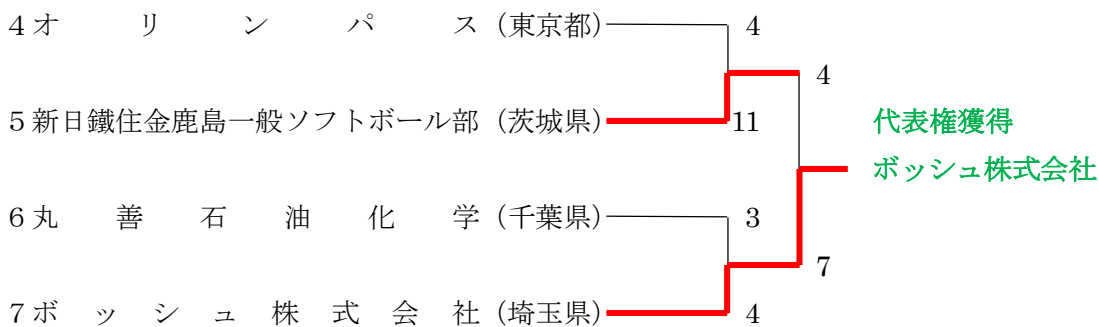 4オリンパス(東京都) 4
4
5新日鐵住金鹿島一般ソフトボール部(茨城県) 11 代表権獲得
ボッシュ株式会社
6丸善石油化学(千葉県) 3
7
7ボッシュ株式会社(埼玉県) 4